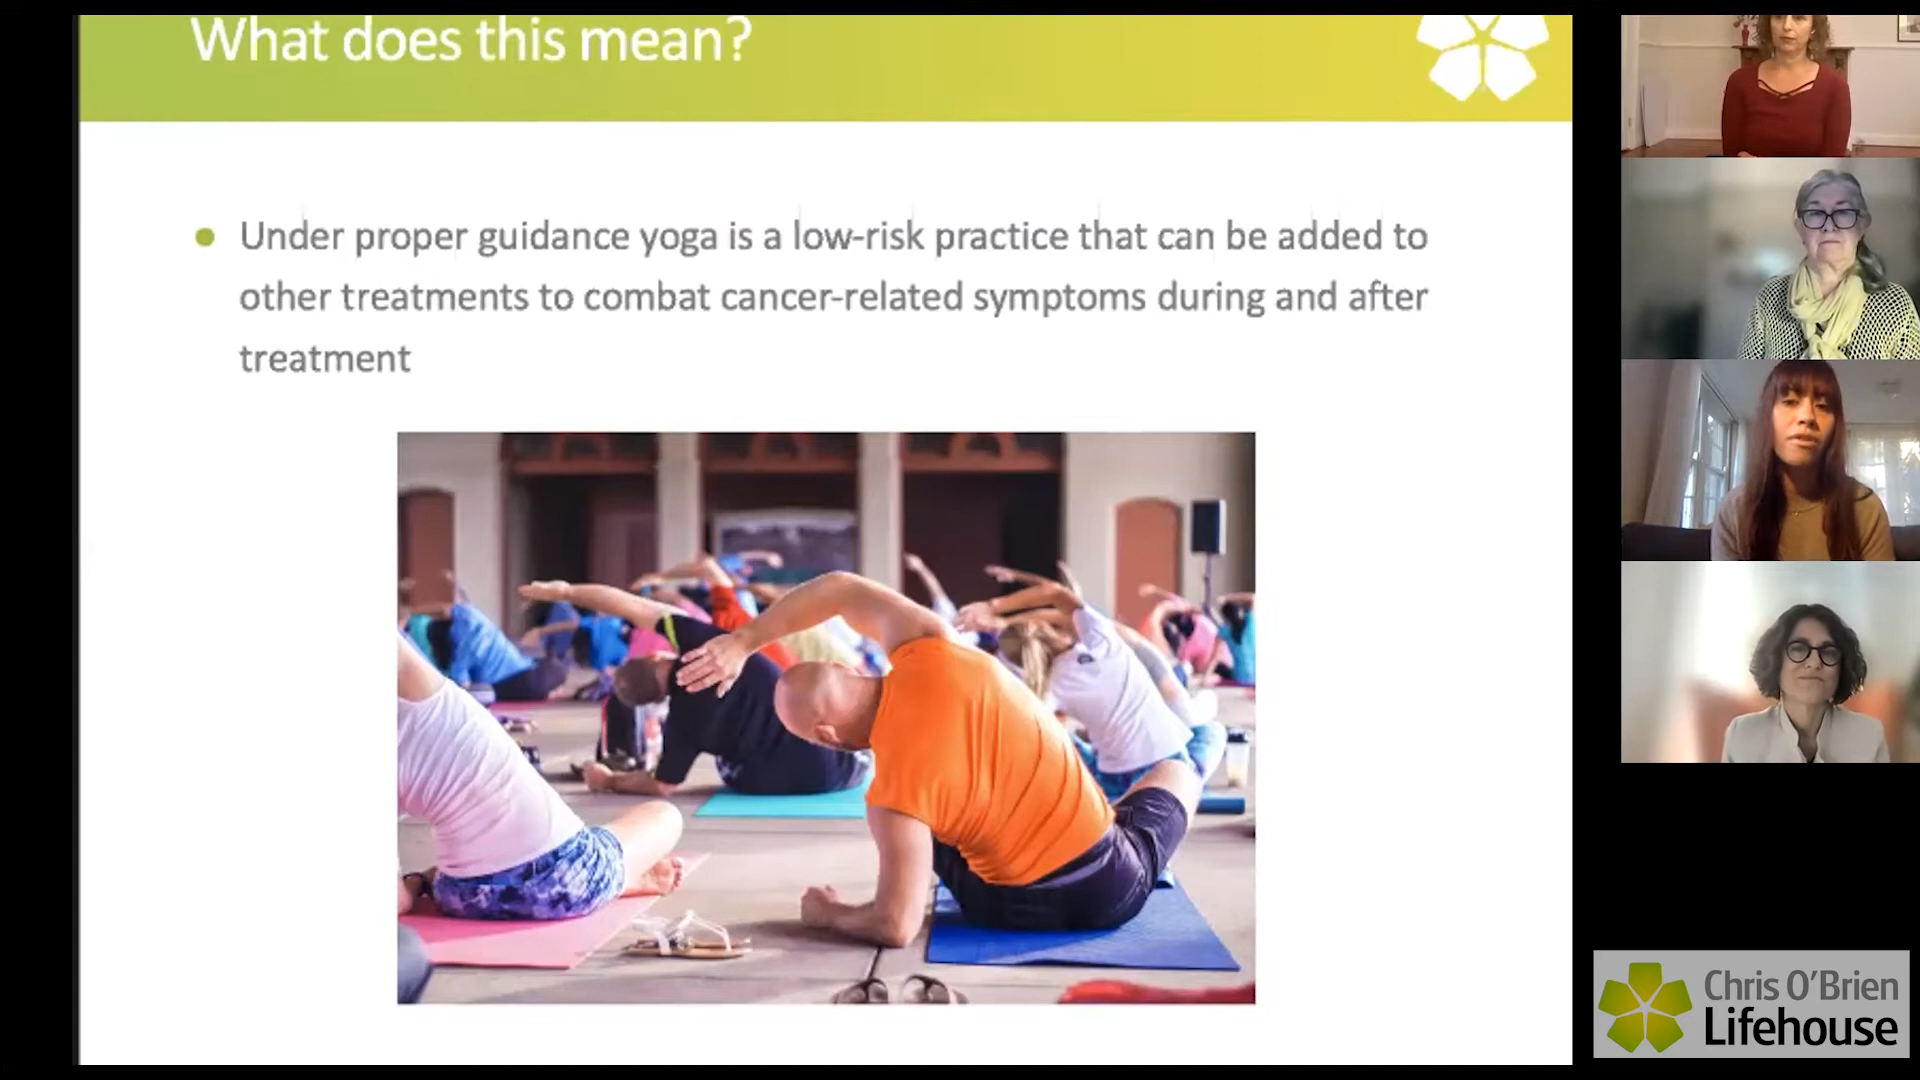 What does this mean?
Under proper guidance yoga is a low-risk practice that can be added to
other treatments to combat cancer-related symptoms during and after
treatment
Chris O'Brien
Lifehouse